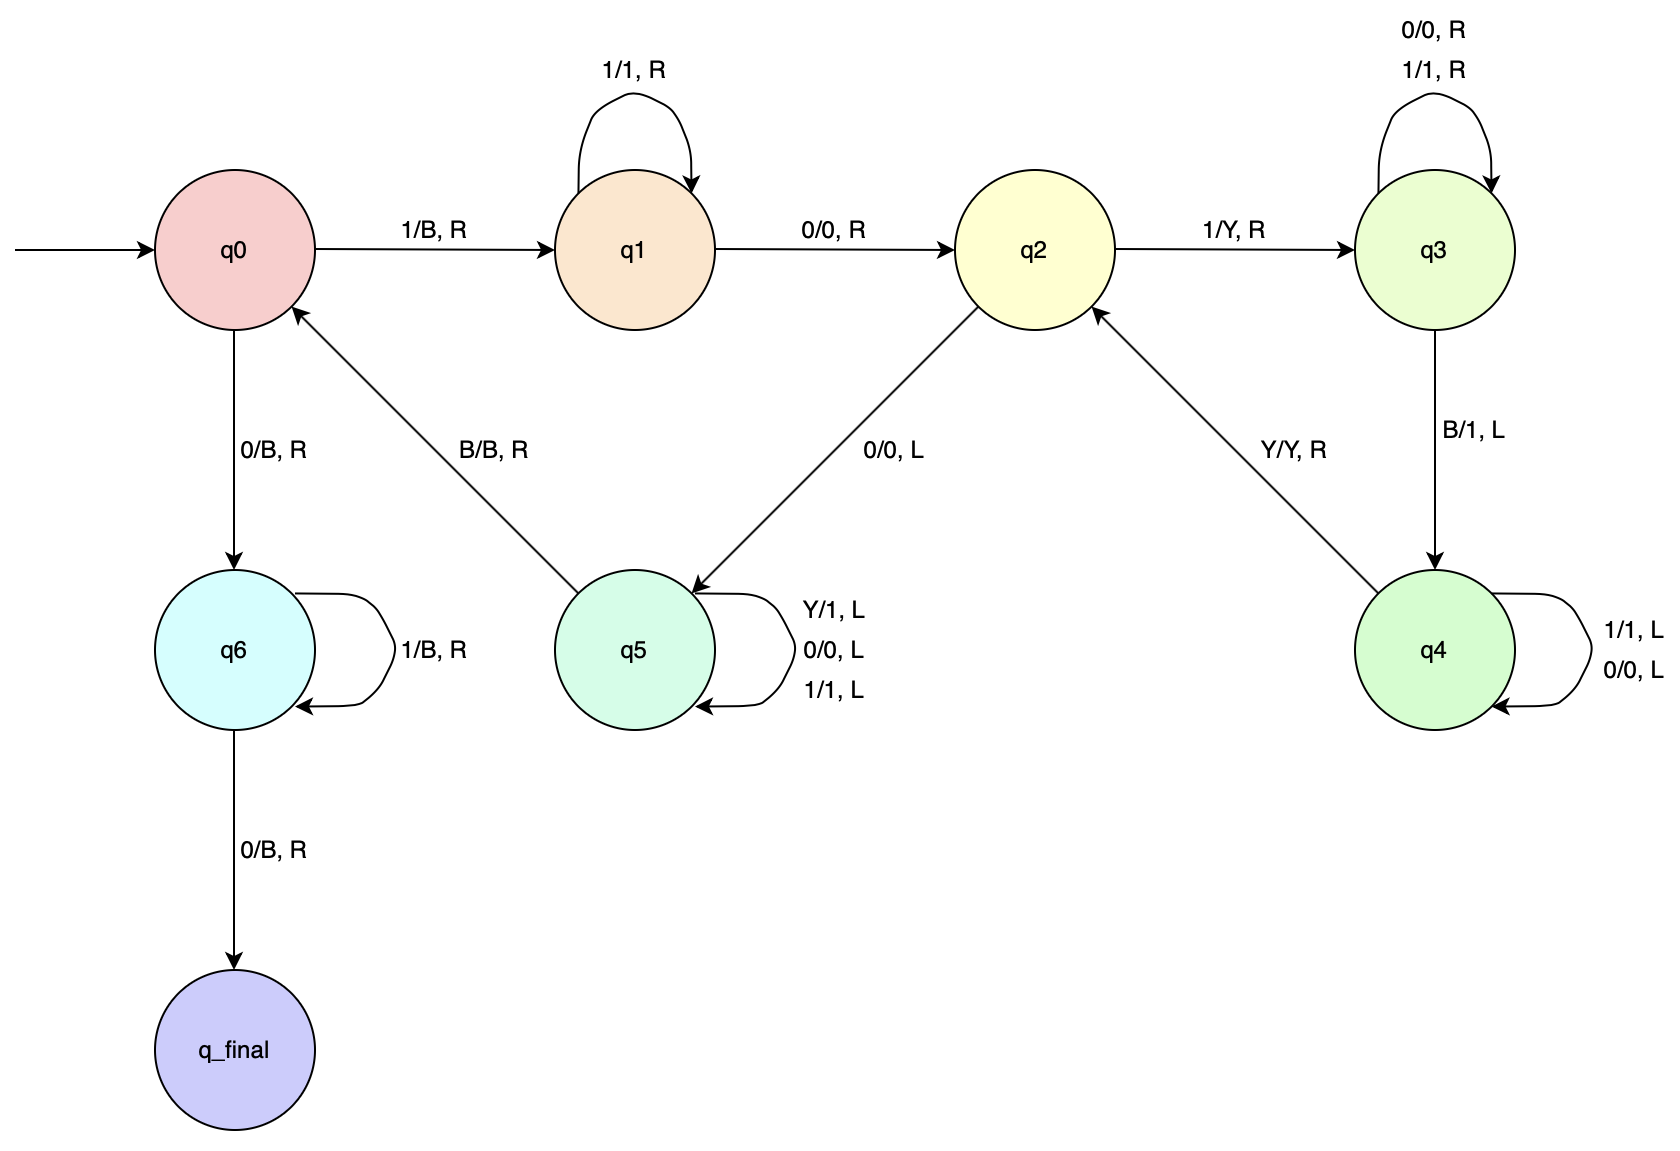 0/0, R
1/1, R
1/1, R
q0
1/B, R
q1
0/0, R
q2
1/Y, R
q3
0/B, R
B/B, R
0/0, L
Y/Y, R
B/1, L
q6
1/B, R
q5
Y/1, L
0/0, L
1/1, L
q4
1/1, L
0/0, L
0/B, R
q_final